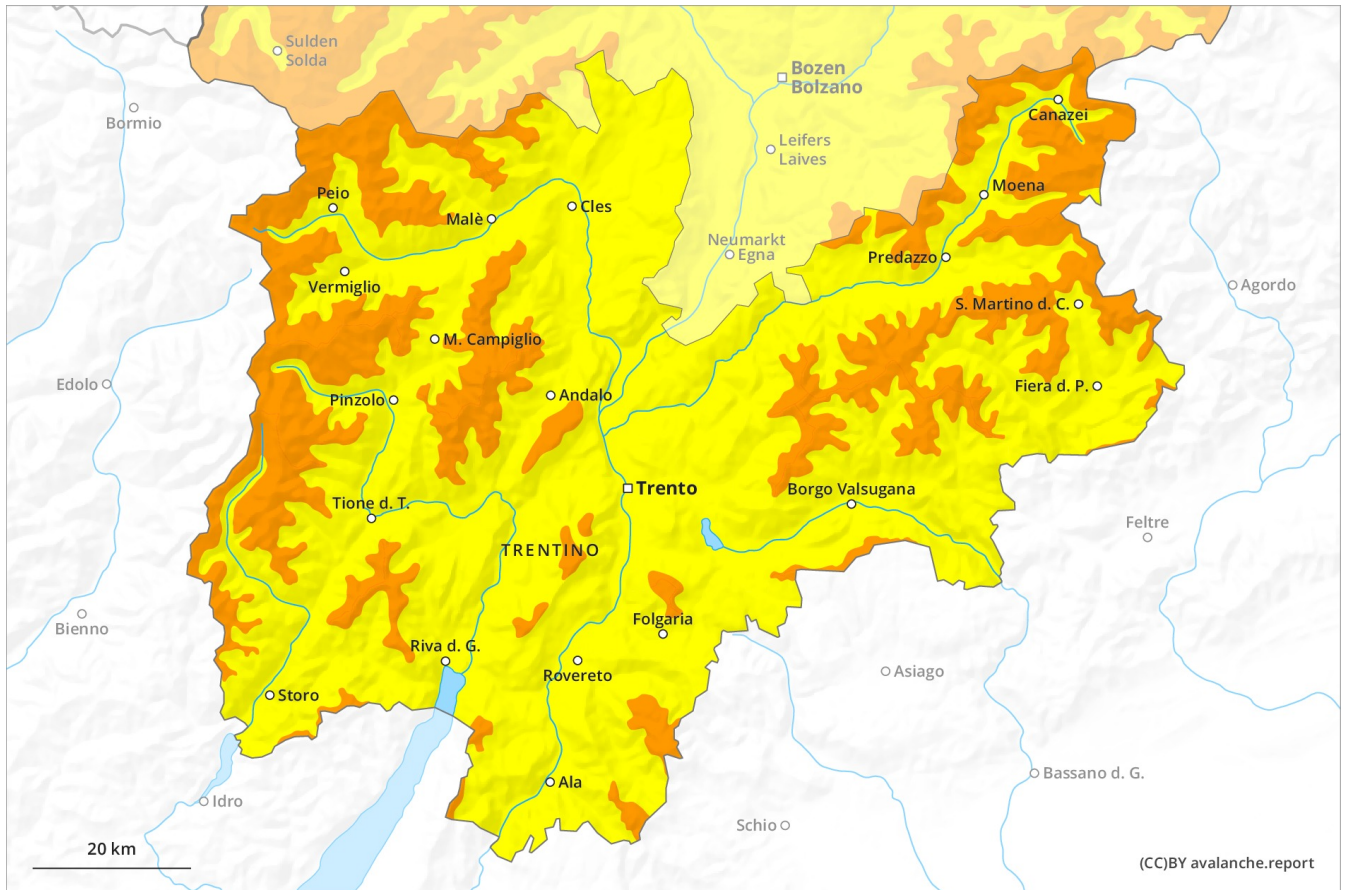 Sulden
Solda
Bozen
Bolzano
Bormio
Canazei
Leifers
Laives
Moena
Peio
Cles
Malè
Neumarkt
Egna
Predazzo
Vermiglio
Agordo
S. Martino d. C.
M. Campiglio
Edolo
Pinzolo
Andalo
Fiera d. P.
Trento
Borgo Valsugana
Tione d. T.
Feltre
TRENTINO
Bienno
Folgaria
Riva d. G.
Asiago
Rovereto
Storo
Bassano d. G.
Ala
Idro
Schio
20 km
(CC)BY avalanche.report